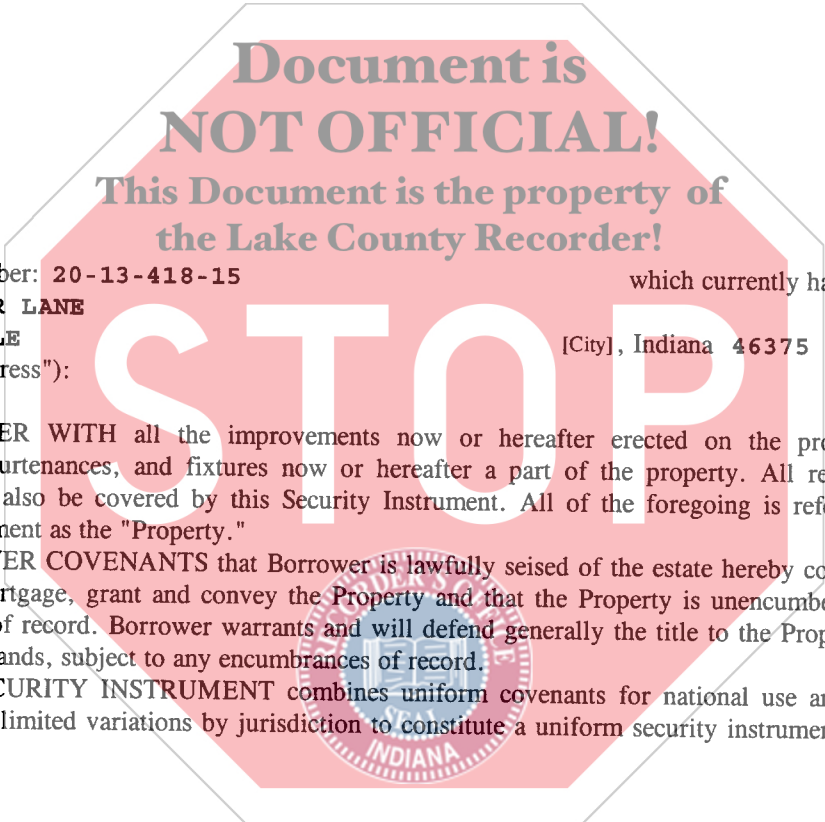 Document is
NOT OFFICIAL!
This Document is the property of
the Lake County Recorder!
ber: 20-13-418-15 which currently ha
R LANE
LE [City], Indiana 46375
ress"):
STOP
ER WITH all the improvements now or hereafter erected on the pro
urtenances, and fixtures now or hereafter a part of the property. All re
also be covered by this Security Instrument. All of the foregoing is refe
ment as the "Property."
ER COVENANTS that Borrower is lawfully seised of the estate hereby co
rtgage, grant and convey the Property and that the Property is unencumbe
of record. Borrower warrants and will defend generally the title to the Prop
ands, subject to any encumbrances of record.
CURITY INSTRUMENT combines uniform covenants for national use an
limited variations by jurisdiction to constitute a uniform security instrumen
RECORDER'S OFFICE
SEAL
INDIANA